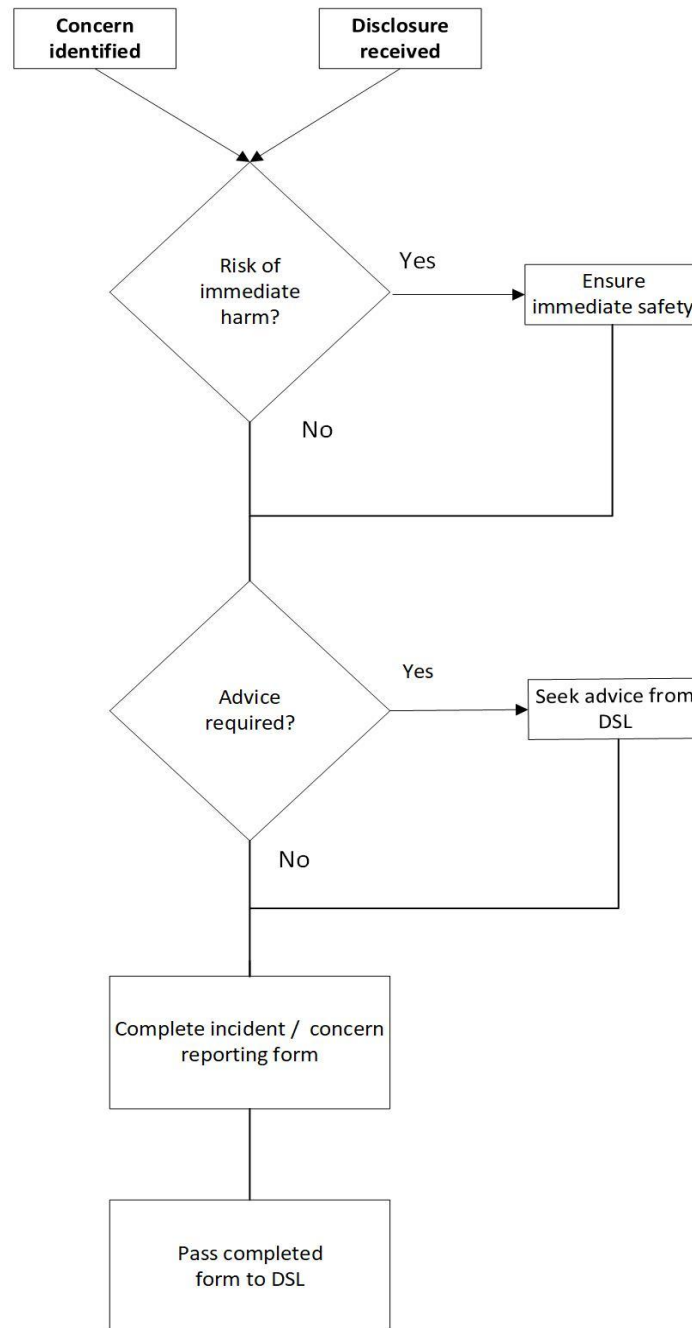 Concern
identified
Disclosure
received
Risk of
immediate
harm?
Yes
Ensure
immediate safety
No
Advice
required?
Yes
Seek advice from
DSL
No
Complete incident / concern
reporting form
Pass completed
form to DSL